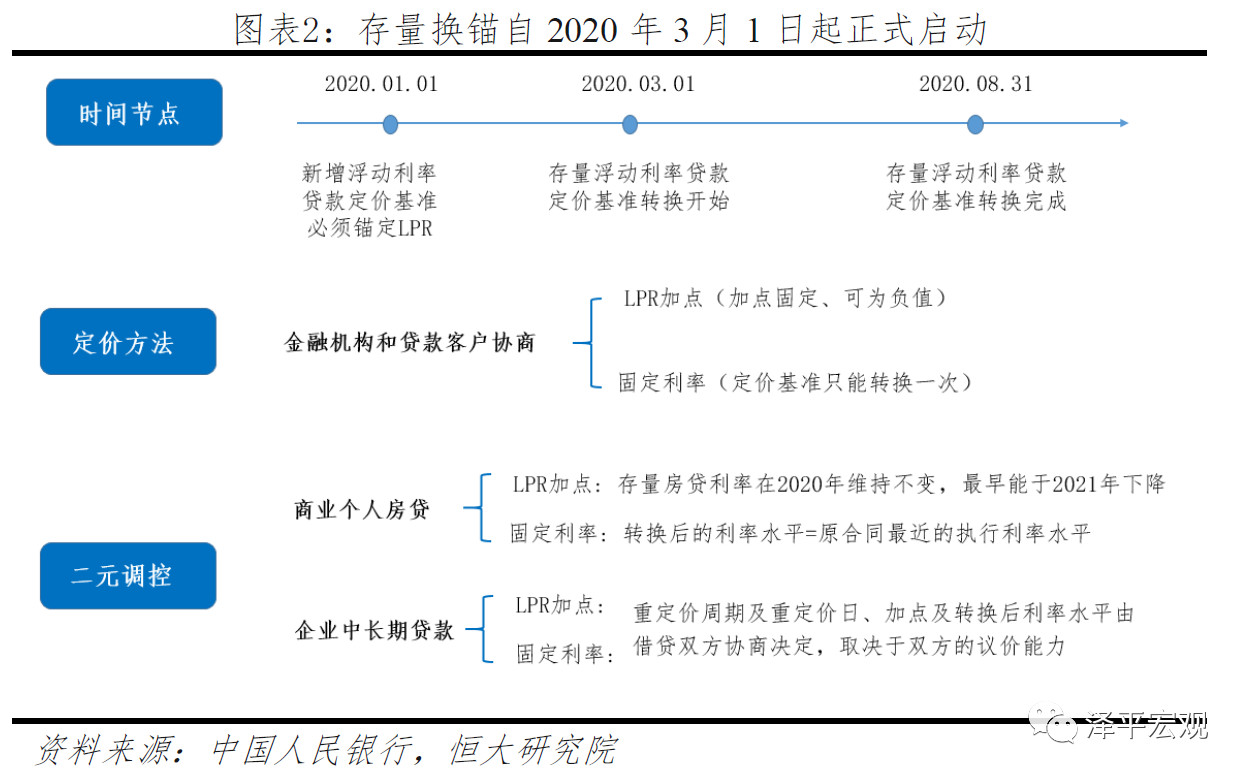 图表2：存量换锚自 2020 年 3 月 1 日起正式启动
时间节点
2020.01.01
2020.03.01
2020.08.31
新增浮动利率
贷款定价基准
必须锚定LPR
存量浮动利率贷款
定价基准转换开始
存量浮动利率贷款
定价基准转换完成
定价方法
金融机构和贷款客户协商
LPR加点（加点固定、可为负值）
固定利率（定价基准只能转换一次）
二元调控
商业个人房贷
LPR加点：存量房贷利率在2020年维持不变，最早能于2021年下降
固定利率：转换后的利率水平=原合同最近的执行利率水平
企业中长期贷款
LPR加点：
固定利率：
重定价周期及重定价日、加点及转换后利率水平由
借贷双方协商决定，取决于双方的议价能力
泽平宏观
资料来源：中国人民银行，恒大研究院